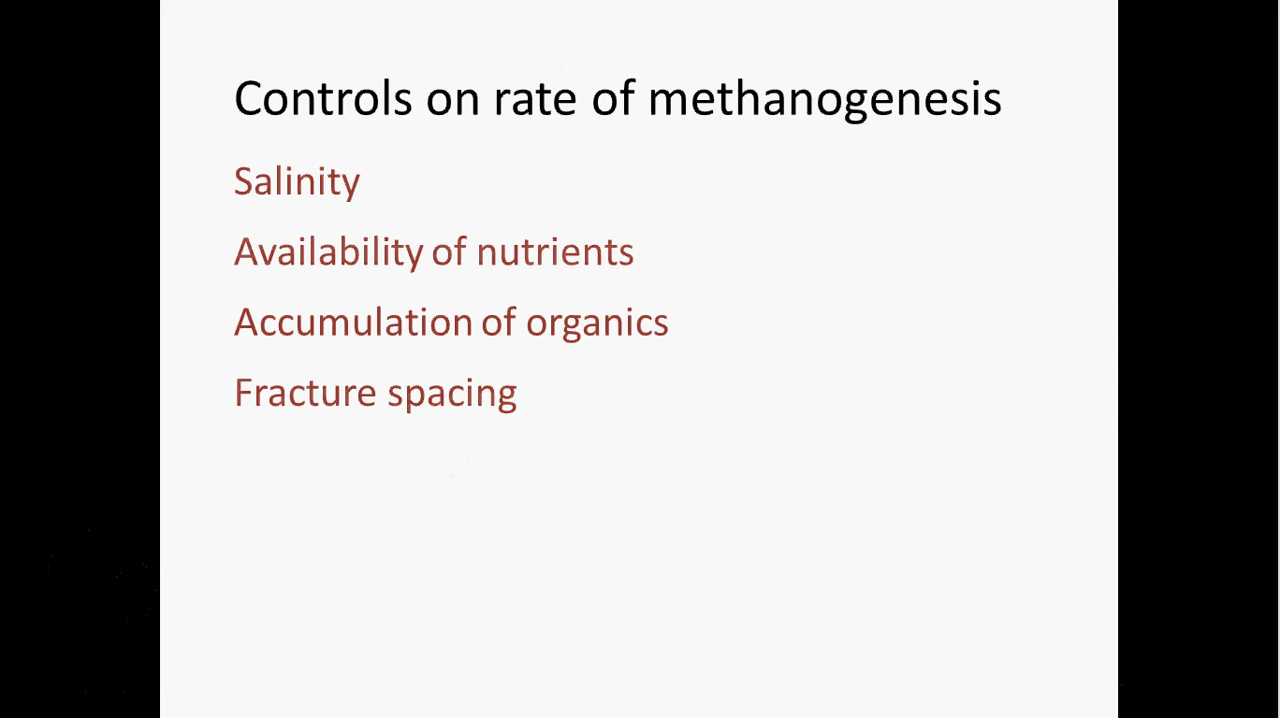 Controls on rate of methanogenesis
Salinity
Availability of nutrients
Accumulation of organics
Fracture spacing